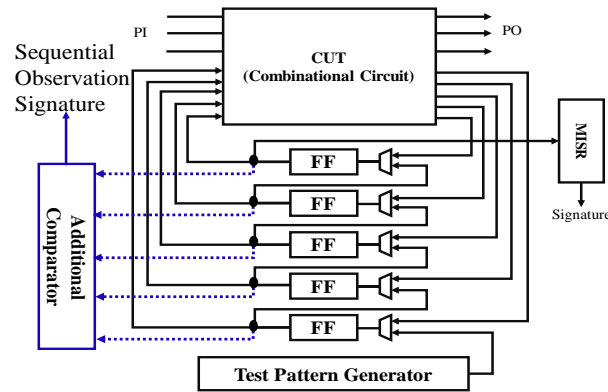 PI
CUT
(Combinational Circuit)
PO
Sequential
Observation
Signature
MISR
Signature
Additional
Comparator
FF
FF
FF
FF
FF
Test Pattern Generator